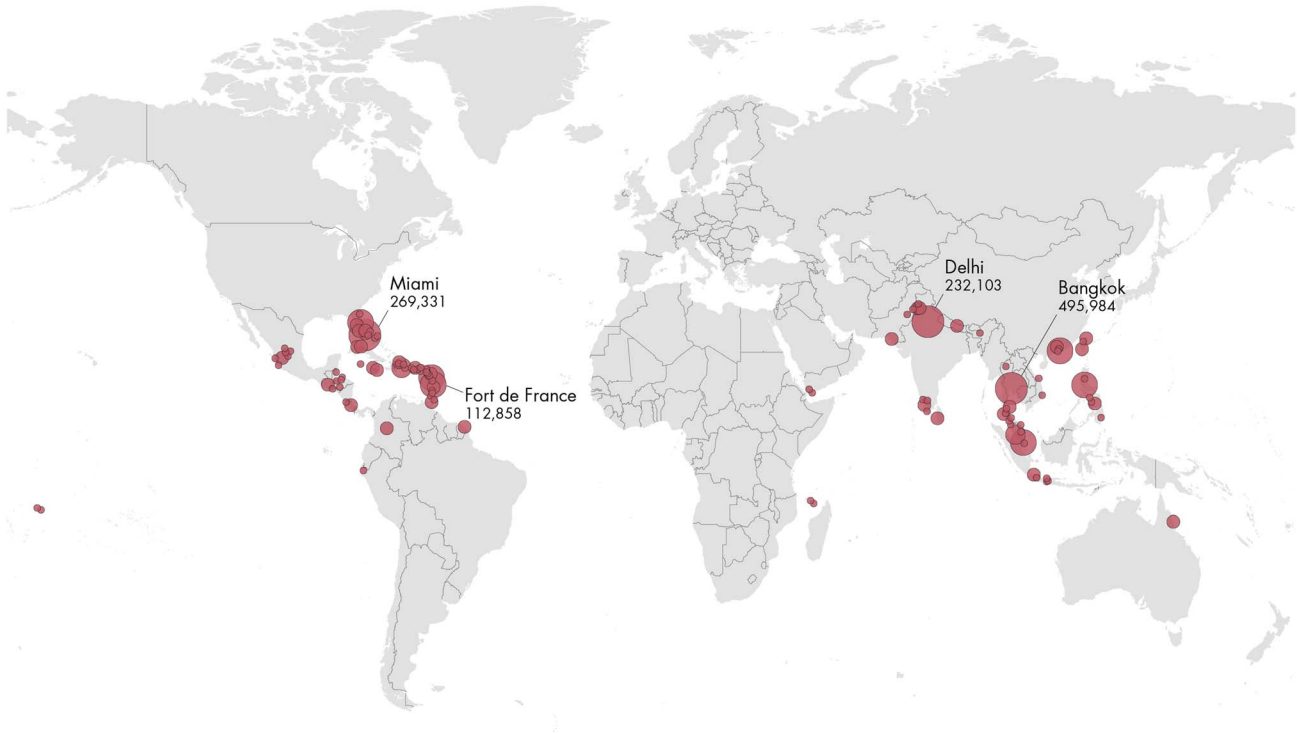 Miami
269,331
Fort de France
112,858
Delhi
232,103
Bangkok
495,984